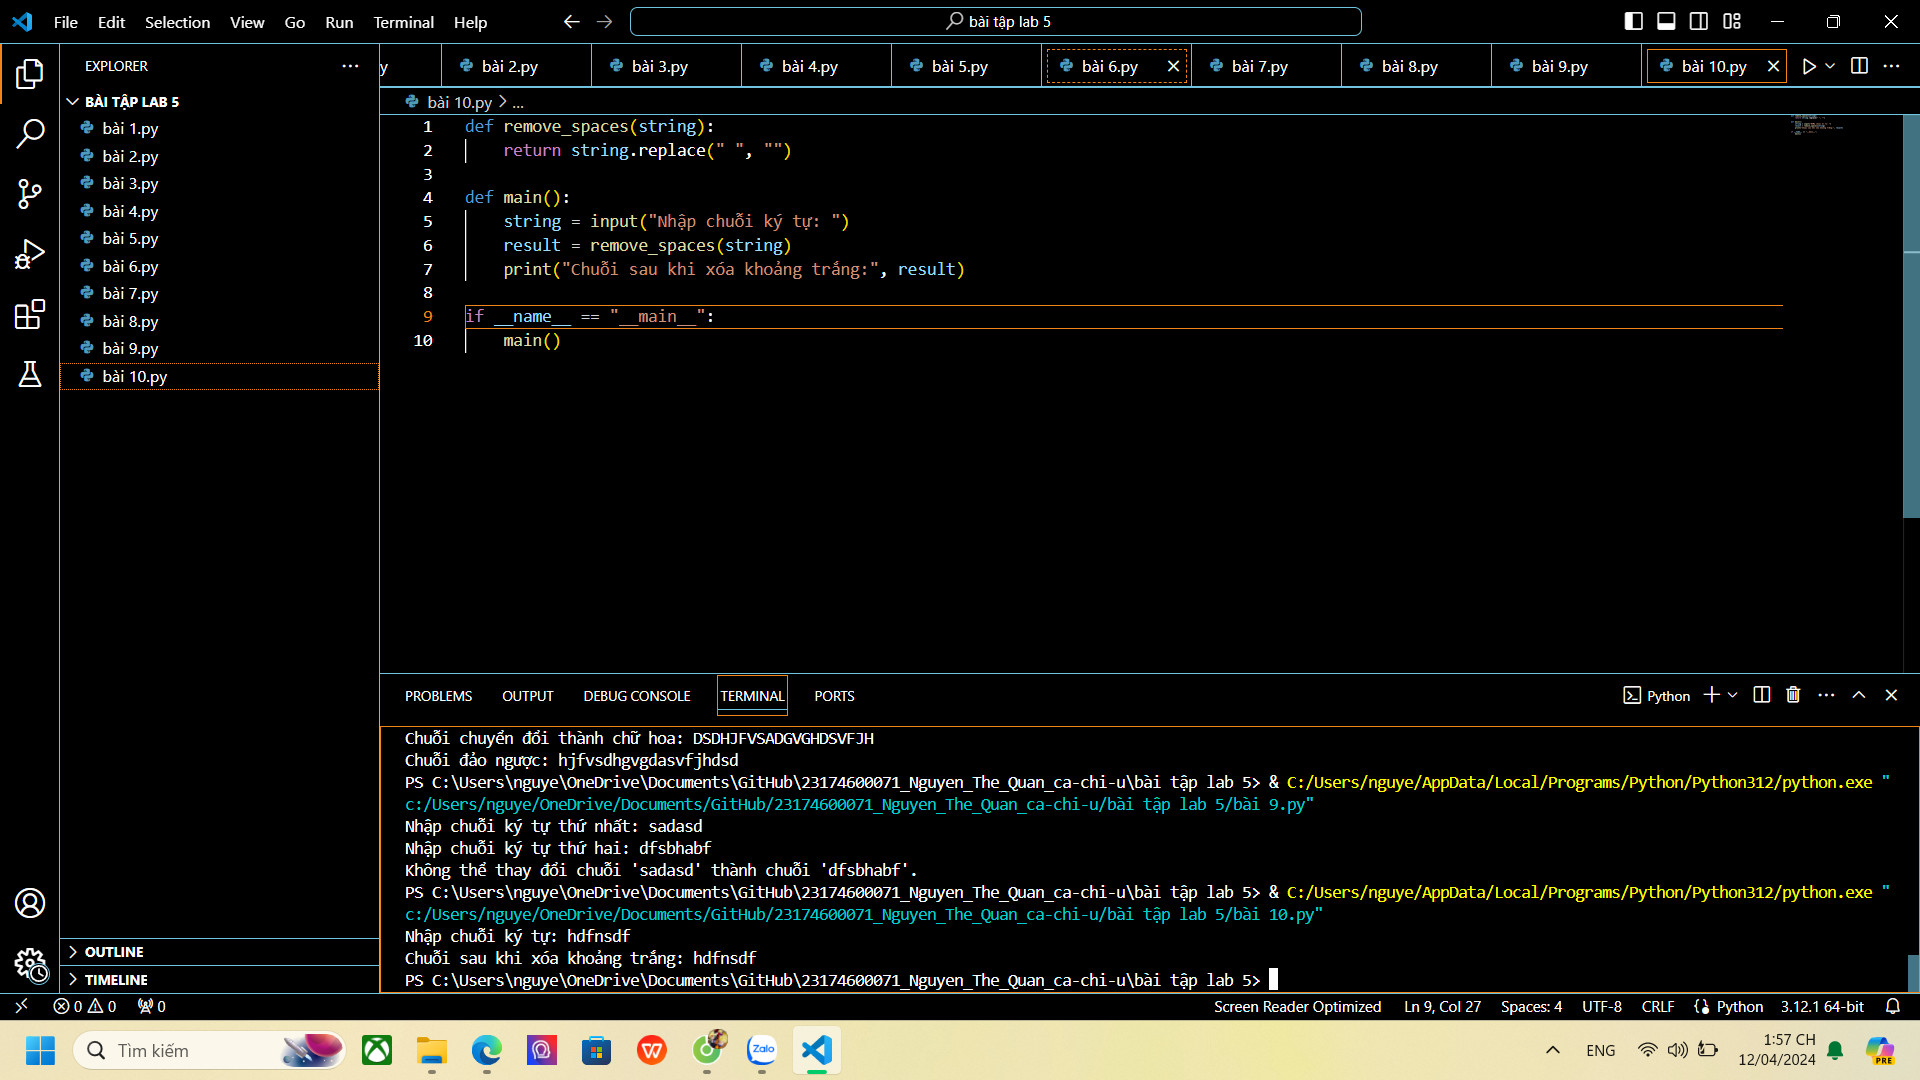 File Edit Selection View Go Run Terminal Help
bài tập lab 5
EXPLORER
y bài 2.py bài 3.py bài 4.py bài 5.py bài 6.py bài 7.py bài 8.py bài 9.py bài 10.py
BÀI TẬP LAB 5
bài 1.py
bài 2.py
bài 3.py
bài 4.py
bài 5.py
bài 6.py
bài 7.py
bài 8.py
bài 9.py
bài 10.py
OUTLINE
TIMELINE
bài 10.py > ...
1 def remove_spaces(string):
2 return string.replace(" ", "")
3
4 def main():
5 string = input("Nhập chuỗi ký tự: ")
6 result = remove_spaces(string)
7 print("Chuỗi sau khi xóa khoảng trắng:", result)
8
9 if __name__ == "__main__":
10 main()
PROBLEMS OUTPUT DEBUG CONSOLE TERMINAL PORTS
Python
Chuỗi chuyển đổi thành chữ hoa: DSDHJFVSADGVGHDSVFJH
Chuỗi đảo ngược: hjfvsdhgvgdasvfjhdsd
PS C:\Users\nguye\OneDrive\Documents\GitHub\23174600071_Nguyen_The_Quan_ca-chi-u\bài tập lab 5> & C:/Users/nguye/AppData/Local/Programs/Python/Python312/python.exe "
c:/Users/nguye/OneDrive/Documents/GitHub/23174600071_Nguyen_The_Quan_ca-chi-u/bài tập lab 5/bài 9.py"
Nhập chuỗi ký tự thứ nhất: sadasd
Nhập chuỗi ký tự thứ hai: dfsbhabf
Không thể thay đổi chuỗi 'sadasd' thành chuỗi 'dfsbhabf'.
PS C:\Users\nguye\OneDrive\Documents\GitHub\23174600071_Nguyen_The_Quan_ca-chi-u\bài tập lab 5> & C:/Users/nguye/AppData/Local/Programs/Python/Python312/python.exe "
c:/Users/nguye/OneDrive/Documents/GitHub/23174600071_Nguyen_The_Quan_ca-chi-u/bài tập lab 5/bài 10.py"
Nhập chuỗi ký tự: hdfnsdf
Chuỗi sau khi xóa khoảng trắng: hdfnsdf
PS C:\Users\nguye\OneDrive\Documents\GitHub\23174600071_Nguyen_The_Quan_ca-chi-u\bài tập lab 5>
0 0 0 Screen Reader Optimized Ln 9, Col 27 Spaces: 4 UTF-8 CRLF Python 3.12.1 64-bit
Tìm kiếm Zalo ENG 1:57 CH
12/04/2024
PRE